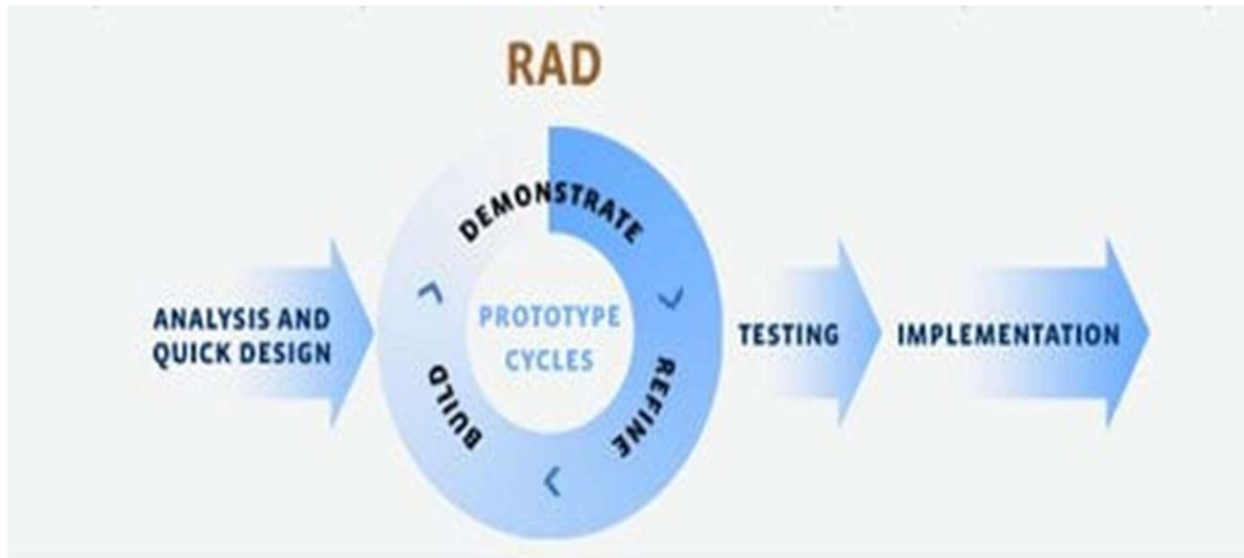 RAD
ANALYSIS AND
QUICK DESIGN
DEMONSTRATE
REFINE
BUILD
PROTOTYPE
CYCLES
TESTING
IMPLEMENTATION